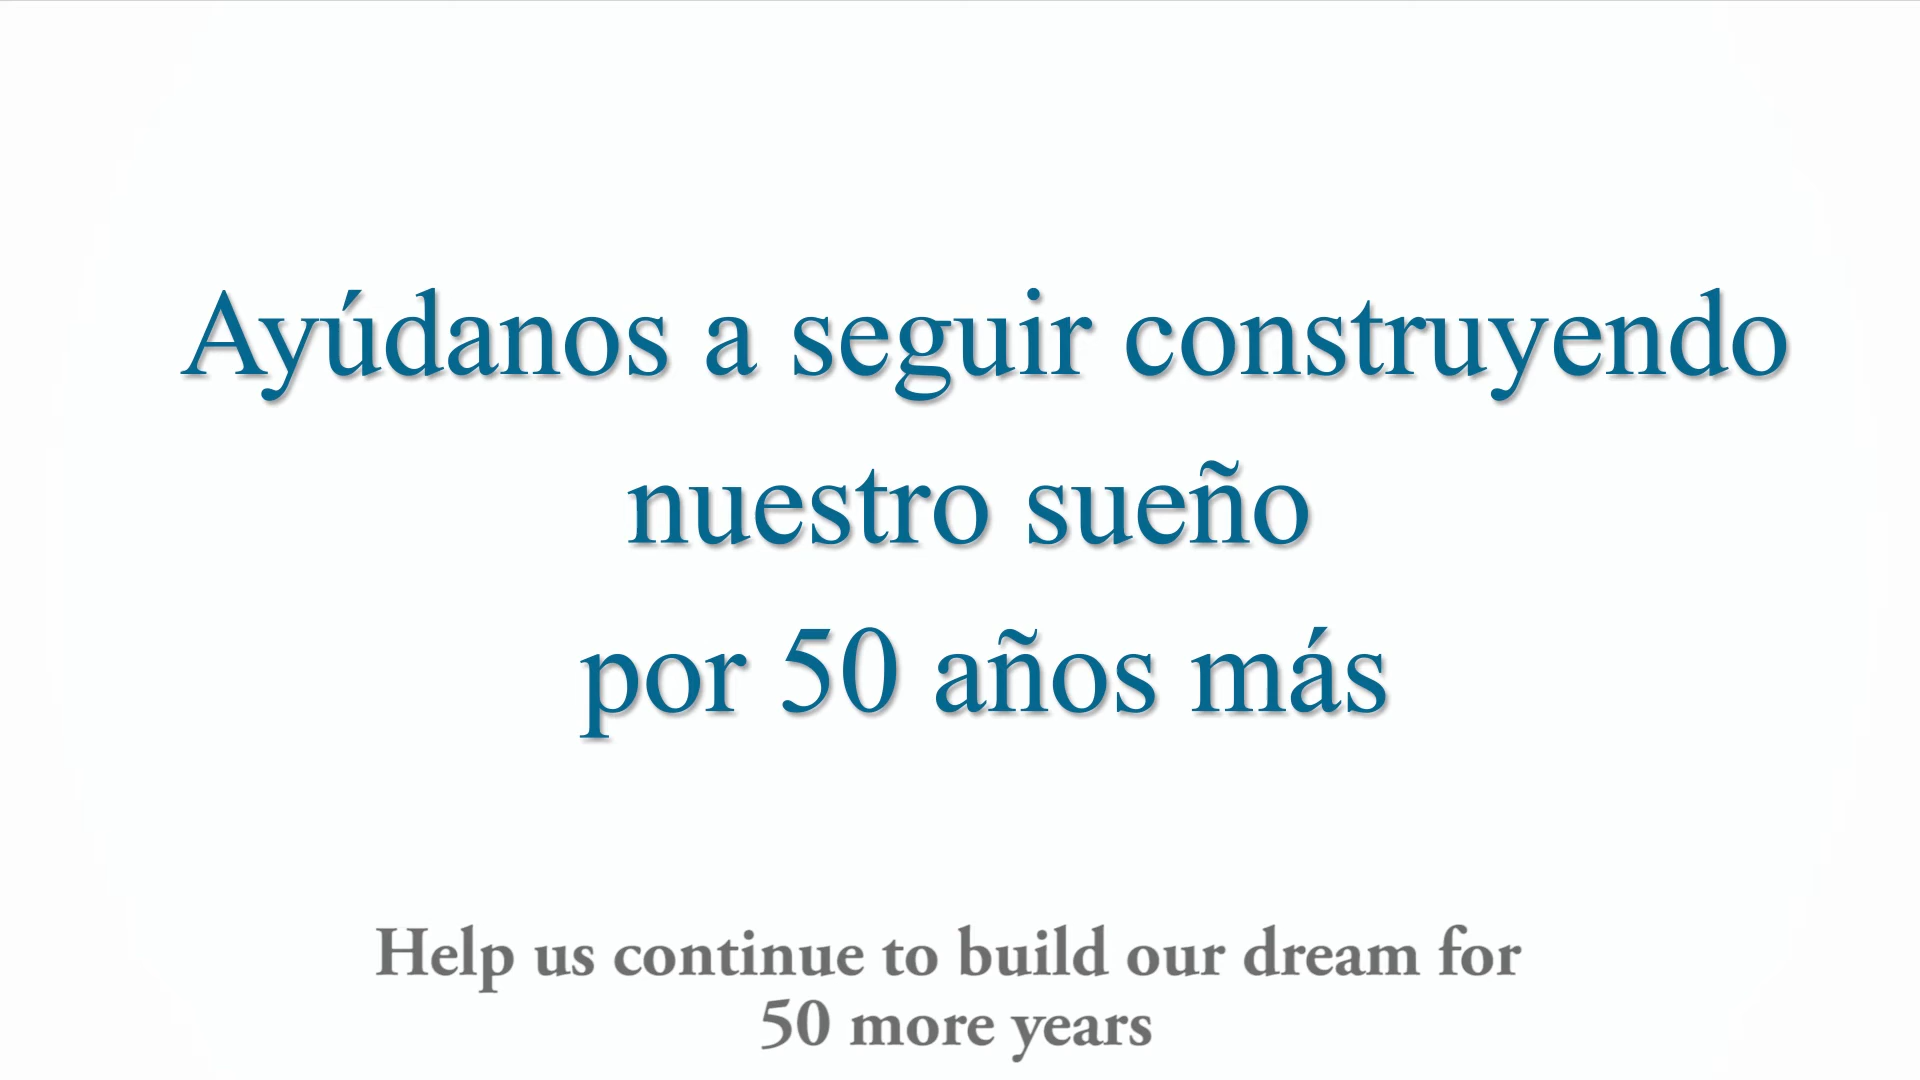 Ayúdanos a seguir construyendo
nuestro sueño
por 50 años más
Help us continue to build our dream for
50 more years